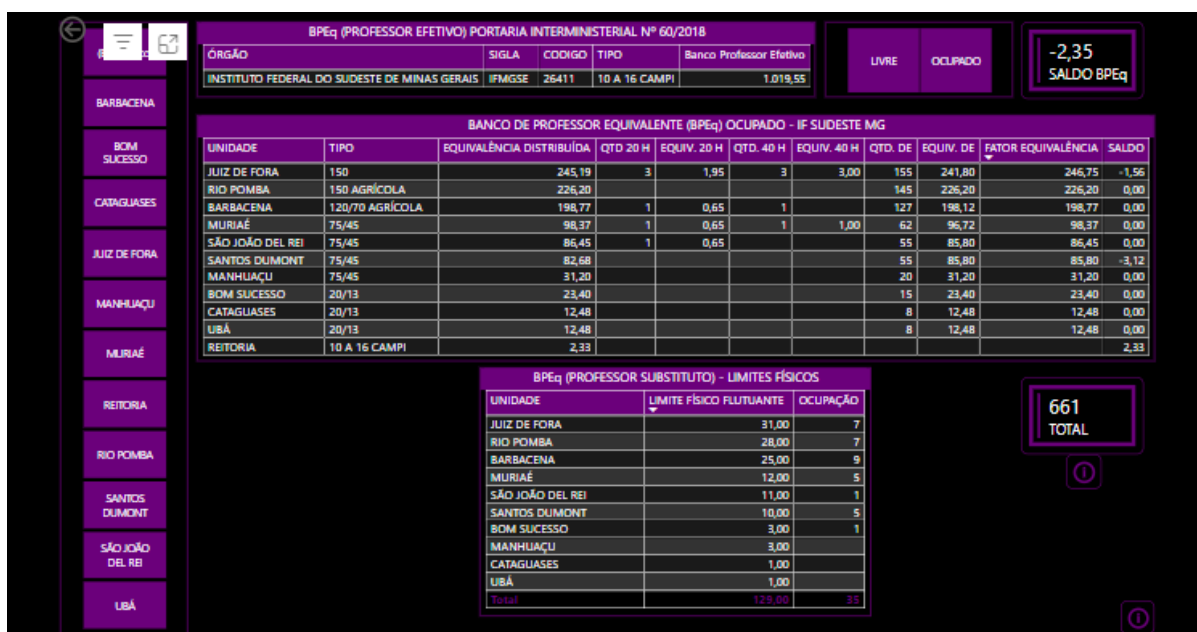 BPEq (PROFESSOR EFETIVO) PORTARIA INTERMINISTERIAL Nº 60/2018
ÓRGÃO SIGLA CODIGO TIPO Banco Professor Efetivo
INSTITUTO FEDERAL DO SUDESTE DE MINAS GERAIS IFMGSE 26411 10 A 16 CAMPI 1.019,55
LIVRE OCUPADO
-2,35
SALDO BPEq
BARBACENA
BOM SUCESSO
CATAGUASES
JUIZ DE FORA
MANHUAÇU
MURIAÉ
REITORIA
RIO POMBA
SANTOS DUMONT
SÃO JOÃO DEL REI
UBÁ
BANCO DE PROFESSOR EQUIVALENTE (BPEq) OCUPADO - IF SUDESTE MG
UNIDADE TIPO EQUIVALÊNCIA DISTRIBUÍDA QTD 20 H EQUIV. 20 H QTD. 40 H EQUIV. 40 H QTD. DE EQUIV. DE FATOR EQUIVALÊNCIA SALDO
JUIZ DE FORA 150 245,19 3 1,95 3 3,00 155 241,80 246,75 -1,56
RIO POMBA 150 AGRÍCOLA 226,20 145 226,20 226,20 0,00
BARBACENA 120/70 AGRÍCOLA 198,77 1 0,65 1 127 198,12 198,77 0,00
MURIAÉ 75/45 98,37 1 0,65 1 1,00 62 96,72 98,37 0,00
SÃO JOÃO DEL REI 75/45 86,45 1 0,65 55 85,80 86,45 0,00
SANTOS DUMONT 75/45 82,68 55 85,80 85,80 -3,12
MANHUAÇU 75/45 31,20 20 31,20 31,20 0,00
BOM SUCESSO 20/13 23,40 15 23,40 23,40 0,00
CATAGUASES 20/13 12,48 8 12,48 12,48 0,00
UBÁ 20/13 12,48 8 12,48 12,48 0,00
REITORIA 10 A 16 CAMPI 2,33 2,33
BPEq (PROFESSOR SUBSTITUTO) - LIMITES FÍSICOS
UNIDADE LIMITE FÍSICO FLUTUANTE OCUPAÇÃO
JUIZ DE FORA 31,00 7
RIO POMBA 28,00 7
BARBACENA 25,00 9
MURIAÉ 12,00 5
SÃO JOÃO DEL REI 11,00 1
SANTOS DUMONT 10,00 5
BOM SUCESSO 3,00 1
MANHUAÇU 3,00
CATAGUASES 1,00
UBÁ 1,00
Total 129,00 35
661
TOTAL